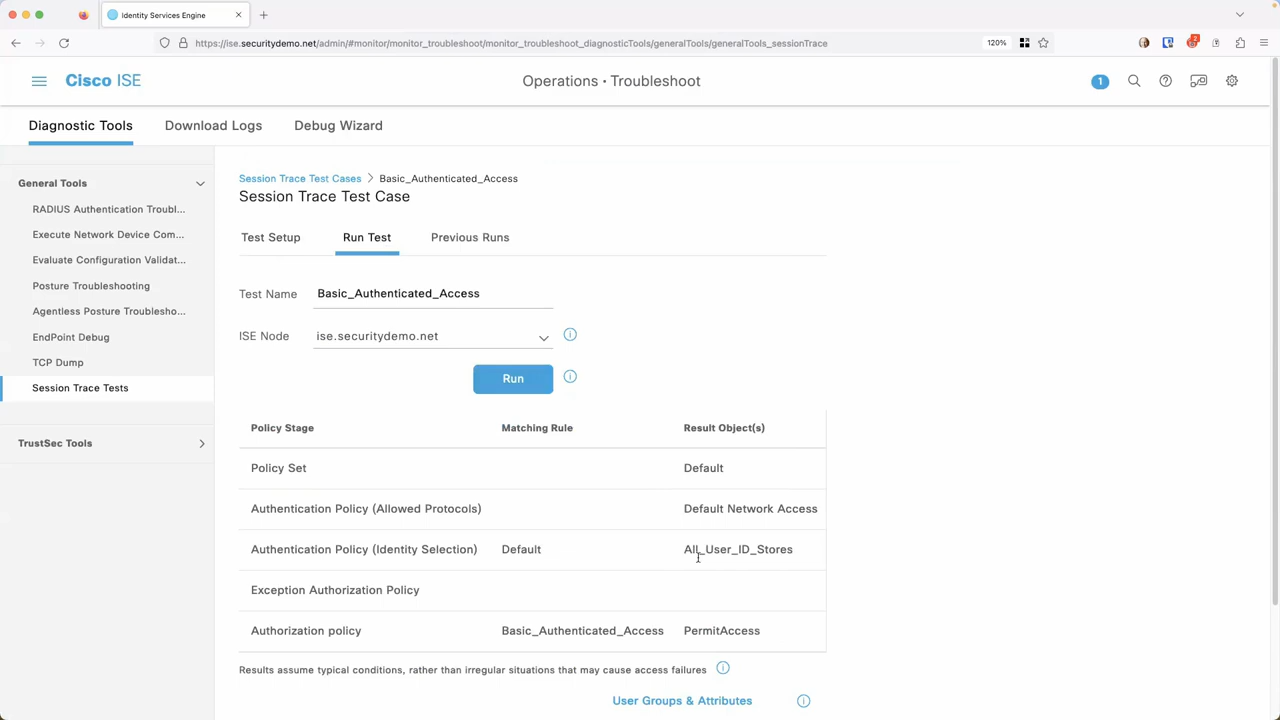 Identity Services Engine
https://ise.securitydemo.net/admin/#monitor/monitor_troubleshoot/monitor_troubleshoot_diagnosticTools/generalTools/generalTools_sessionTrace
120%
2
Cisco ISE
Operations · Troubleshoot
1
Diagnostic Tools
Download Logs
Debug Wizard
General Tools
RADIUS Authentication Troubl...
Execute Network Device Com...
Evaluate Configuration Validat...
Posture Troubleshooting
Agentless Posture Troublesho...
EndPoint Debug
TCP Dump
Session Trace Tests
TrustSec Tools
Session Trace Test Cases > Basic_Authenticated_Access
Session Trace Test Case
Test Setup
Run Test
Previous Runs
Test Name Basic_Authenticated_Access
ISE Node ise.securitydemo.net
Run
Policy Stage Matching Rule Result Object(s)
Policy Set Default
Authentication Policy (Allowed Protocols) Default Network Access
Authentication Policy (Identity Selection) Default All_User_ID_Stores
Exception Authorization Policy
Authorization policy Basic_Authenticated_Access PermitAccess
Results assume typical conditions, rather than irregular situations that may cause access failures
User Groups & Attributes